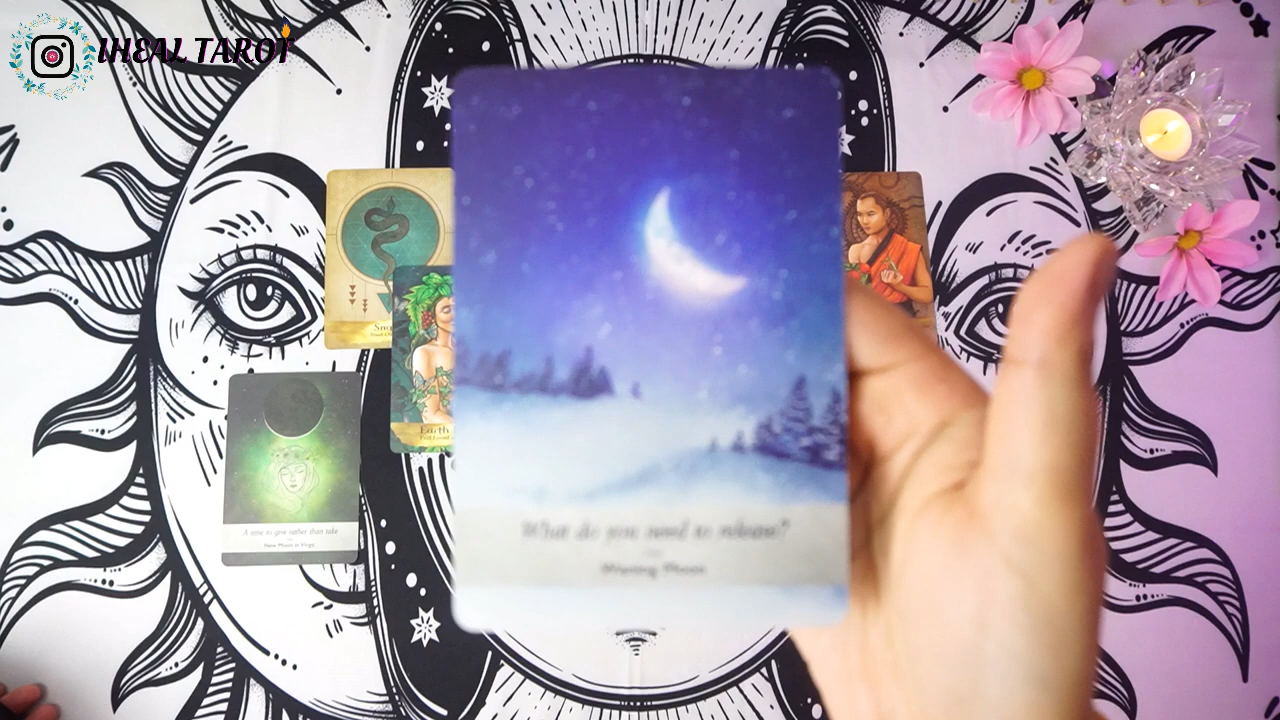 IHEAL TAROT
Earth
A time to give rather than take
New Moon in Virgo
What do you need to release?
Waning Moon